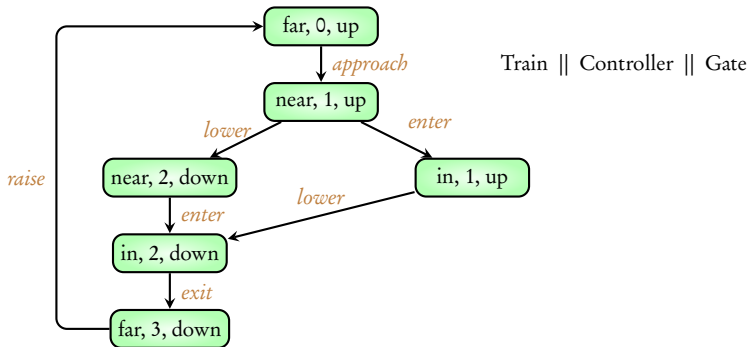 far, 0, up
approach
Train || Controller || Gate
near, 1, up
lower
enter
near, 2, down
in, 1, up
raise
lower
enter
in, 2, down
exit
far, 3, down